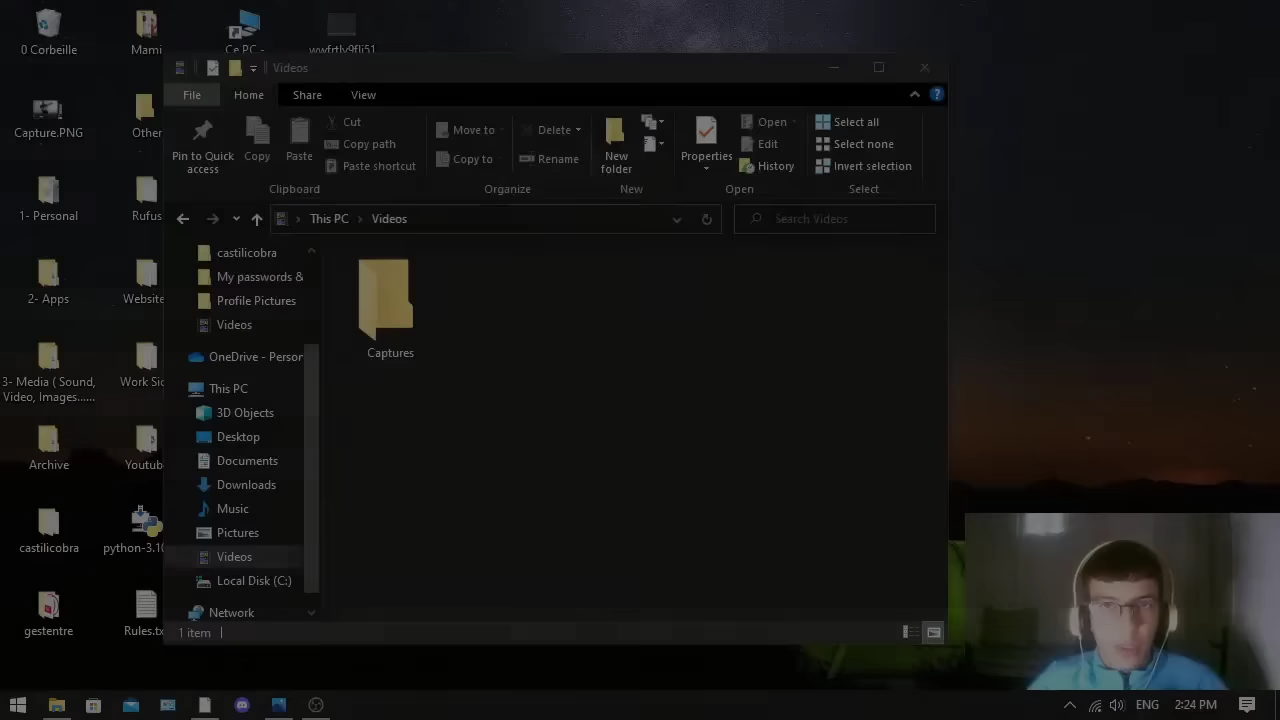 0 Corbeille
Mami
Ce PC -
wwfrtly9fli51
Capture.PNG
Other
1- Personal
Rufus
2- Apps
Website
3- Media ( Sound,
Video, Images......
Work Sid
Archive
Youtub
castilicobra
python-3.10
gestentre
Rules.tx
Videos
File
Home
Share
View
Pin to Quick
access
Copy
Paste
Cut
Copy path
Paste shortcut
Clipboard
Move to
Copy to
Delete
Rename
Organize
New
folder
New
Properties
Open
Edit
History
Open
Select all
Select none
Invert selection
Select
This PC
Videos
Search Videos
castilicobra
My passwords &
Profile Pictures
Videos
OneDrive - Person
This PC
3D Objects
Desktop
Documents
Downloads
Music
Pictures
Videos
Local Disk (C:)
Network
Captures
1 item
ENG
2:24 PM